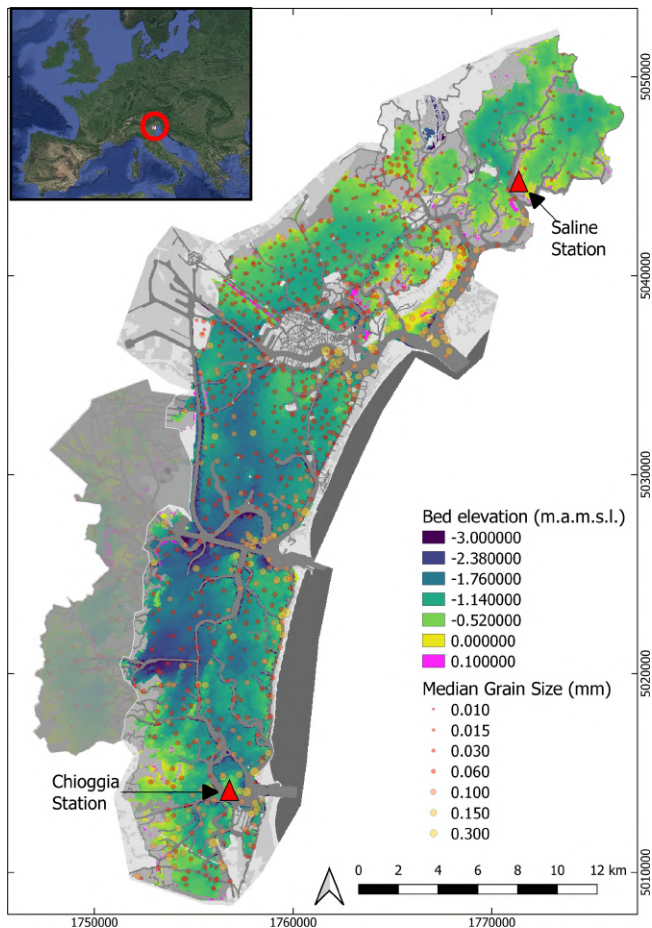 5050000
Saline
Station
5040000
5030000
Bed elevation (m.a.m.s.l.)
-3.000000
-2.380000
-1.760000
-1.140000
-0.520000
0.000000
0.100000
5020000
Median Grain Size (mm)
0.010
0.015
0.030
0.060
0.100
0.150
0.300
Chioggia
Station
0 2 4 6 8 10 12 km
5010000
1750000 1760000 1770000